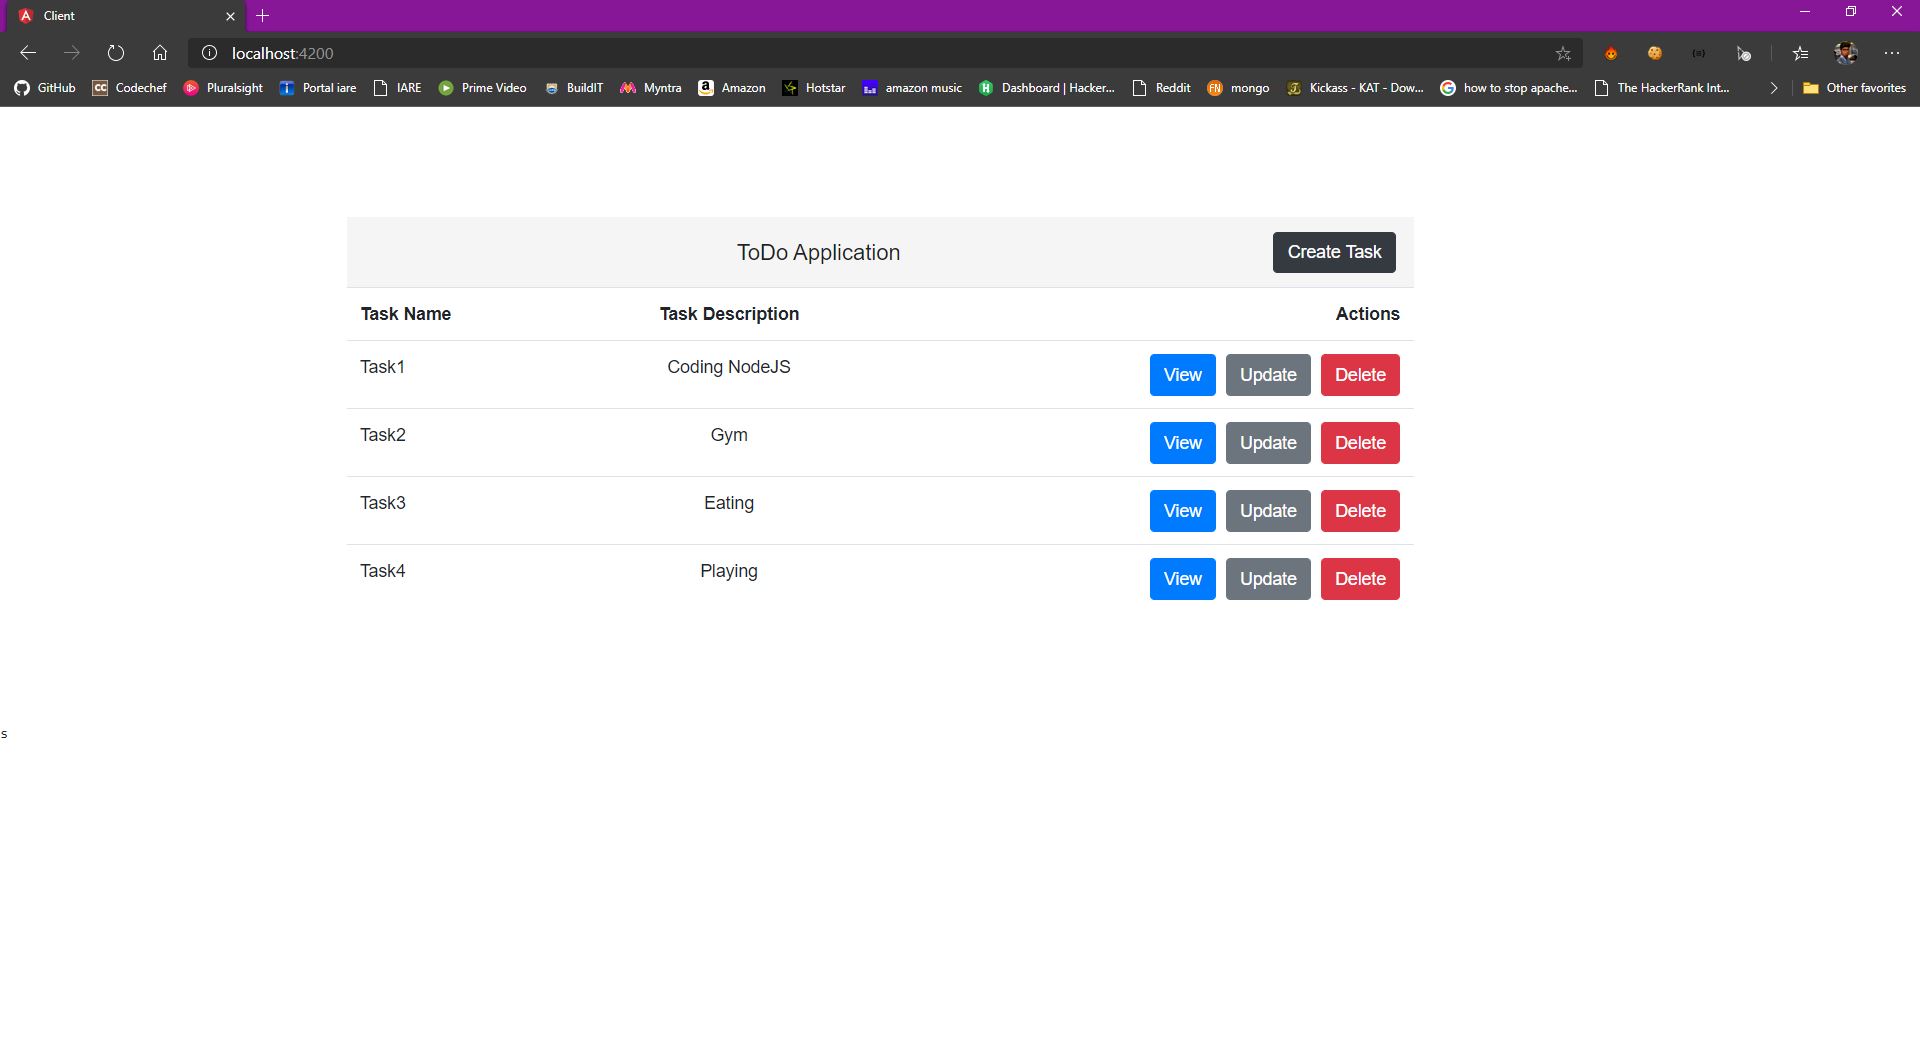 Client
localhost:4200
GitHub CC Codechef Pluralsight Portal iare IARE Prime Video BuildIT Myntra a Amazon Hotstar amazon music H Dashboard | Hacker... Reddit FN mongo Kickass - KAT - Dow... G how to stop apache... The HackerRank Int... Other favorites
ToDo Application Create Task
Task Name Task Description Actions
Task1 Coding NodeJS View Update Delete
Task2 Gym View Update Delete
Task3 Eating View Update Delete
Task4 Playing View Update Delete
s